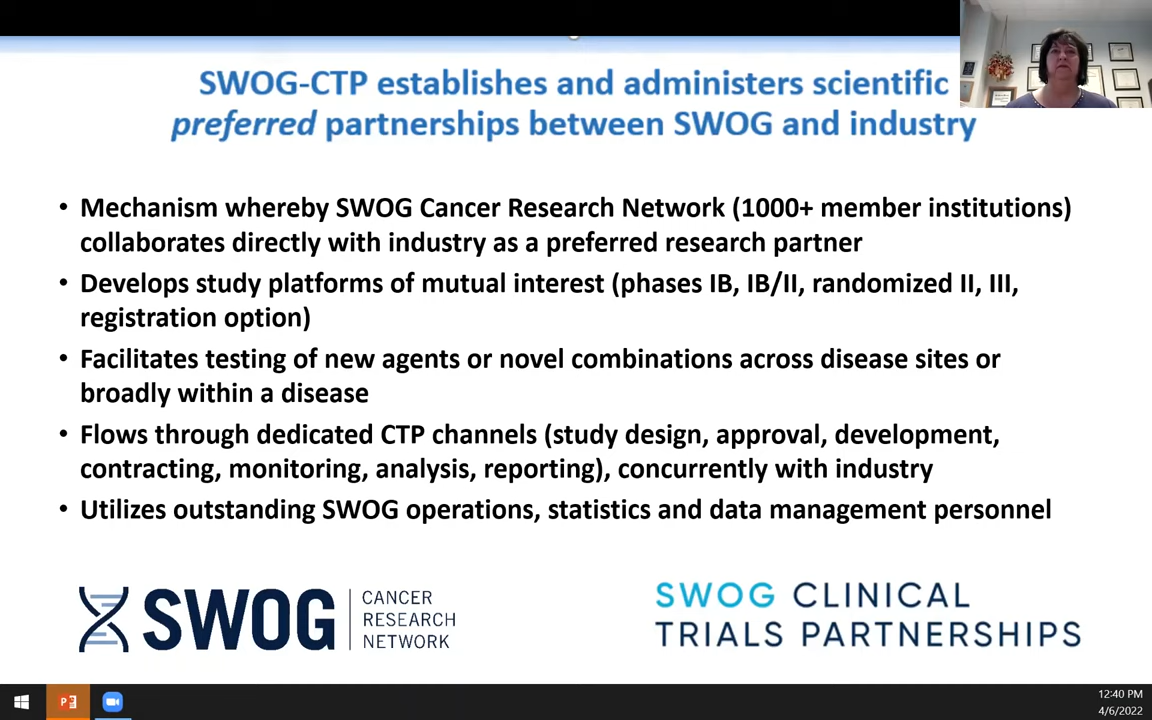 SWOG-CTP establishes and administers scientific
preferred partnerships between SWOG and industry
• Mechanism whereby SWOG Cancer Research Network (1000+ member institutions)
collaborates directly with industry as a preferred research partner
• Develops study platforms of mutual interest (phases IB, IB/II, randomized II, III,
registration option)
• Facilitates testing of new agents or novel combinations across disease sites or
broadly within a disease
• Flows through dedicated CTP channels (study design, approval, development,
contracting, monitoring, analysis, reporting), concurrently with industry
• Utilizes outstanding SWOG operations, statistics and data management personnel
SWOG
CANCER
RESEARCH
NETWORK
SWOG CLINICAL
TRIALS PARTNERSHIPS
12:40 PM
4/6/2022